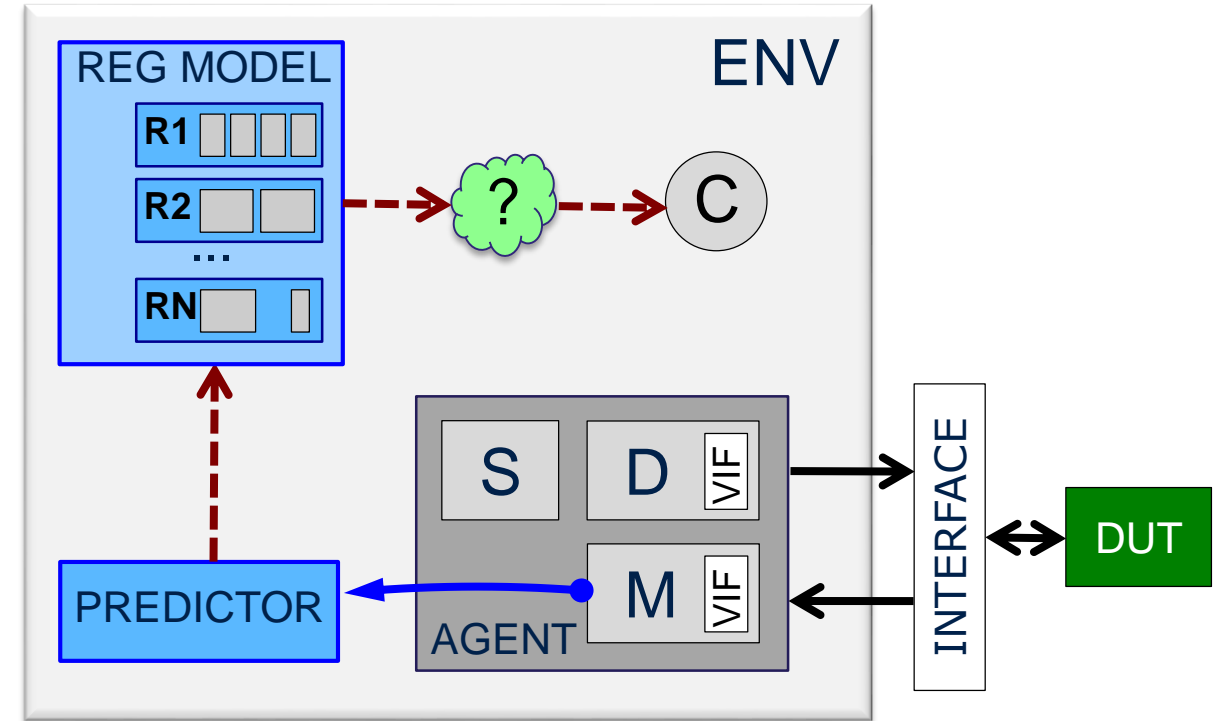 REG MODEL
ENV
R1
R2
...
RN
?
C
S
D
VIF
M
VIF
AGENT
PREDICTOR
INTERFACE
DUT